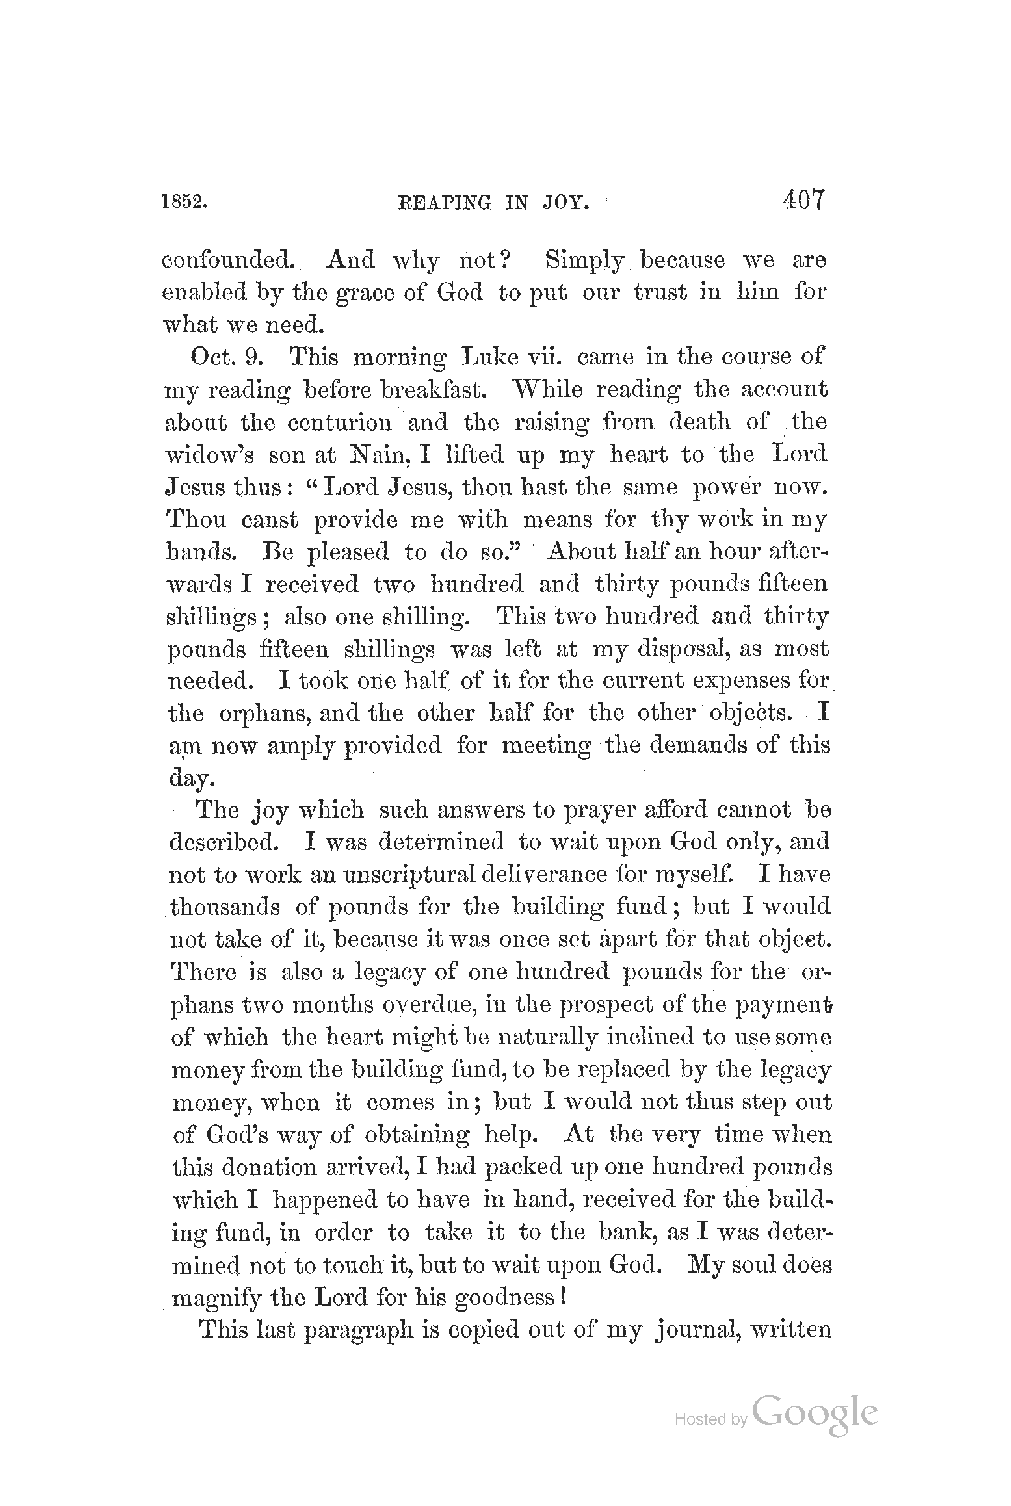 1852. REAPING IN JOY. 407
confounded. And why not? Simply because we are
enabled by the grace of God to put our trust in him for
what we need.
Oct. 9. This morning Luke vii. came in the course of
my reading before breakfast. While reading the account
about the centurion and the raising from death of the
widow's son at Nain, I lifted up my heart to the Lord
Jesus thus: "Lord Jesus, thou hast the same power now.
Thou canst provide me with means for thy work in my
hands. Be pleased to do so." About half an hour after-
wards I received two hundred and thirty pounds fifteen
shillings; also one shilling. This two hundred and thirty
pounds fifteen shillings was left at my disposal, as most
needed. I took one half of it for the current expenses for
the orphans, and the other half for the other objects. I
am now amply provided for meeting the demands of this
day.
The joy which such answers to prayer afford cannot be
described. I was determined to wait upon God only, and
not to work an unscriptural deliverance for myself. I have
thousands of pounds for the building fund; but I would
not take of it, because it was once set apart for that object.
There is also a legacy of one hundred pounds for the or-
phans two months overdue, in the prospect of the payment
of which the heart might be naturally inclined to use some
money from the building fund, to be replaced by the legacy
money, when it comes in; but I would not thus step out
of God's way of obtaining help. At the very time when
this donation arrived, I had packed up one hundred pounds
which I happened to have in hand, received for the build-
ing fund, in order to take it to the bank, as I was deter-
mined not to touch it, but to wait upon God. My soul does
magnify the Lord for his goodness!
This last paragraph is copied out of my journal, written
Hosted by Google